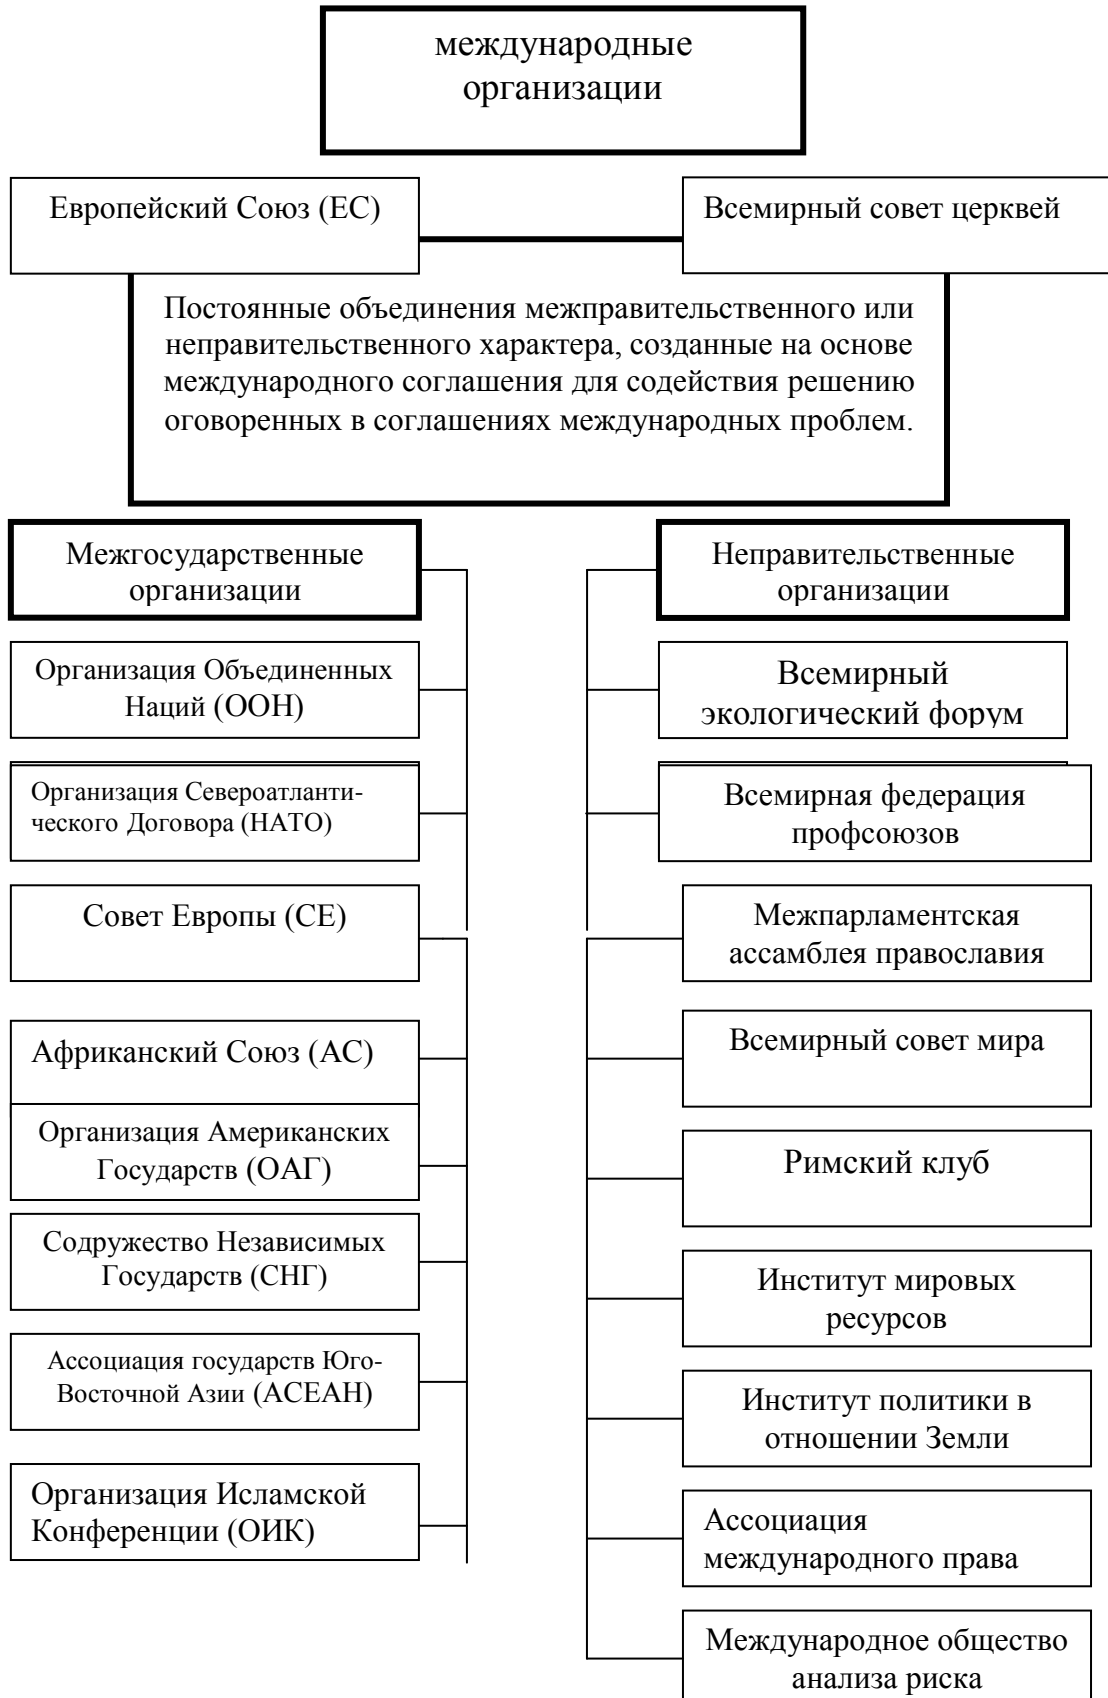 международные
организации
Европейский Союз (ЕС)
Всемирный совет церквей
Постоянные объединения межправительственного или
неправительственного характера, созданные на основе
международного соглашения для содействия решению
оговоренных в соглашениях международных проблем.
Межгосударственные
организации
Неправительственные
организации
Организация Объединенных
Наций (ООН)
Всемирный
экологический форум
Организация Североатланти-
ческого Договора (НАТО)
Всемирная федерация
профсоюзов
Совет Европы (СЕ)
Межпарламентская
ассамблея православия
Африканский Союз (АС)
Всемирный совет мира
Организация Американских
Государств (ОАГ)
Римский клуб
Содружество Независимых
Государств (СНГ)
Институт мировых
ресурсов
Ассоциация государств Юго-
Восточной Азии (АСЕАН)
Институт политики в
отношении Земли
Организация Исламской
Конференции (ОИК)
Ассоциация
международного права
Международное общество
анализа риска